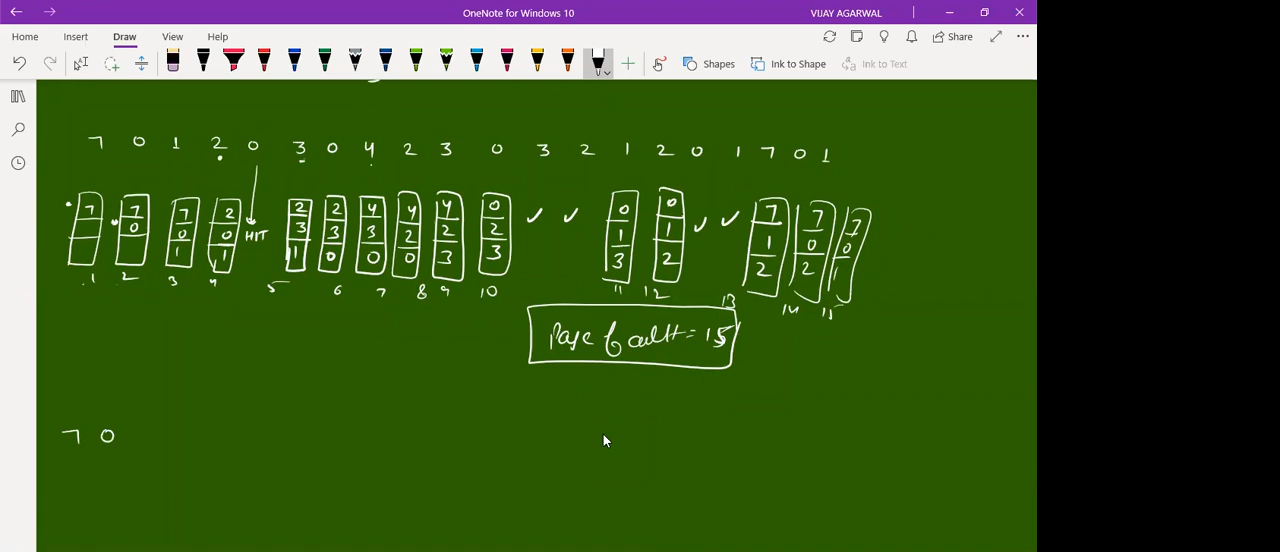 OneNote for Windows 10
VIJAY AGARWAL
Home Insert Draw View Help Share
Shapes Ink to Shape Ink to Text
7 0 1 2 0 3 0 4 2 3 0 3 2 1 2 0 1 7 0 1
7 7 7 2 2 2 4 4 4 0 0 0 7 7 7
0 0 0 HIT 3 3 3 2 2 2 ✓ ✓ 1 1 ✓ ✓ 1 0 0
1 1 1 0 0 0 3 3 3 2 2 2 1
1 2 3 4 5 6 7 8 9 10 11 12 13 14 15
Page fault = 15
7 0